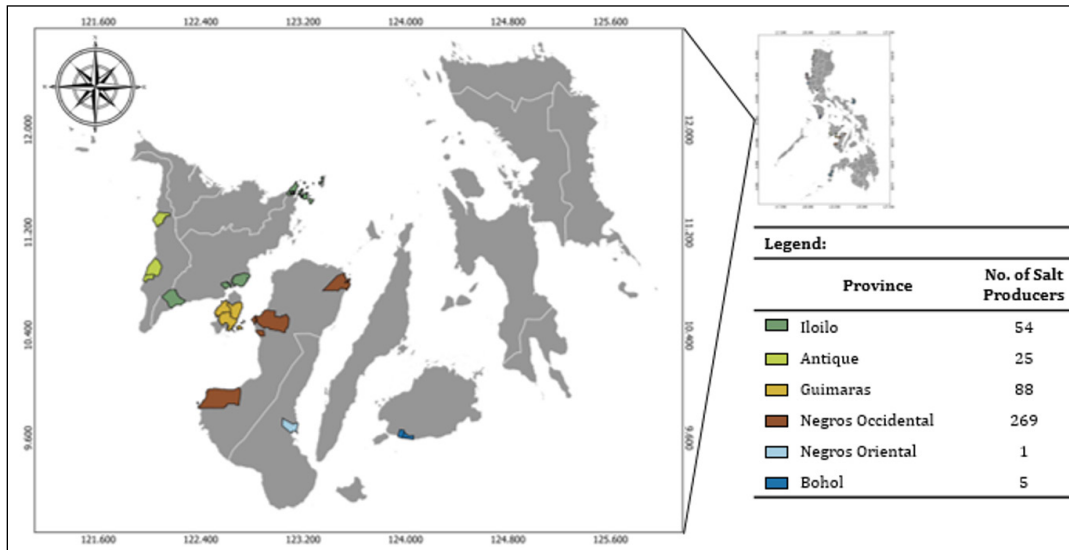 121.600 122.400 123.200 124.000 124.800 125.600
12.000
11.200
10.400
9.600
12.000
11.200
10.400
9.600
121.600 122.400 123.200 124.000 124.800 125.600
Legend:
Province No. of Salt Producers
Iloilo 54
Antique 25
Guimaras 88
Negros Occidental 269
Negros Oriental 1
Bohol 5